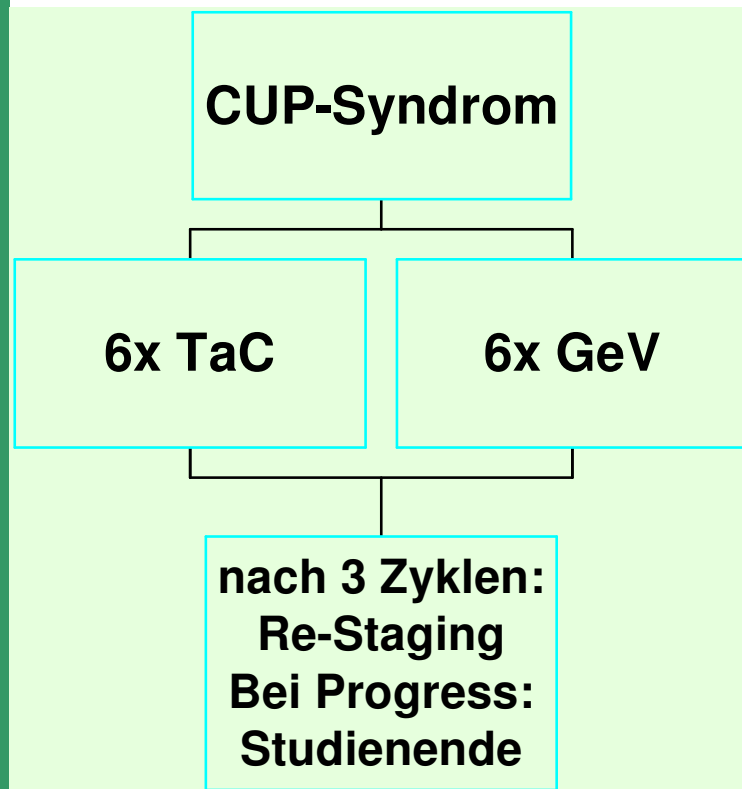 CUP-Syndrom
6x TaC
6x GeV
nach 3 Zyklen:
Re-Staging
Bei Progress:
Studienende